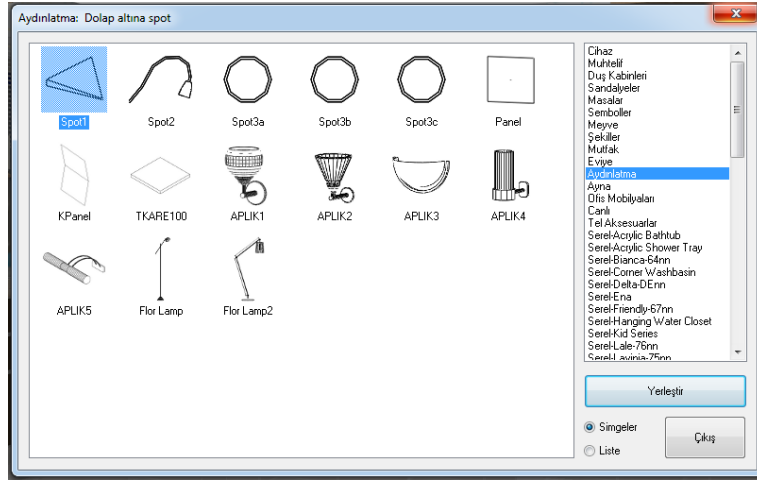 Aydınlatma: Dolap altına spot
Spot1 Spot2 Spot3a Spot3b Spot3c Panel
KPanel TKARE100 APLIK1 APLIK2 APLIK3 APLIK4
APLIK5 Flor Lamp Flor Lamp2
Cihaz
Muhtelif
Duş Kabinleri
Sandalyeler
Masalar
Semboller
Meyve
Şekiller
Mutfak
Eviye
Aydınlatma
Ayna
Ofis Mobilyaları
Canlı
Tel Aksesuarlar
Serel-Acrylic Bathtub
Serel-Acrylic Shower Tray
Serel-Bianca-64nn
Serel-Corner Washbasin
Serel-Delta-DEnn
Serel-Ena
Serel-Friendly-67nn
Serel-Hanging Water Closet
Serel-Kid Series
Serel-Lale-76nn
Serel-Lavinia-75nn
Yerleştir
Simgeler
Liste
Çıkış